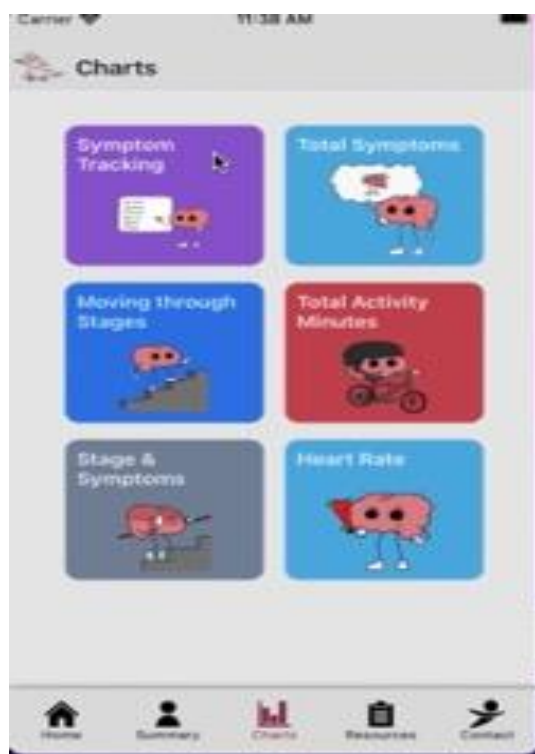 Carrier
11:38 AM
Charts
Symptom
Tracking
Total Symptoms
Moving through
Stages
Total Activity
Minutes
Stage &
Symptoms
Heart Rate
Home
Summary
Charts
Resources
Contact